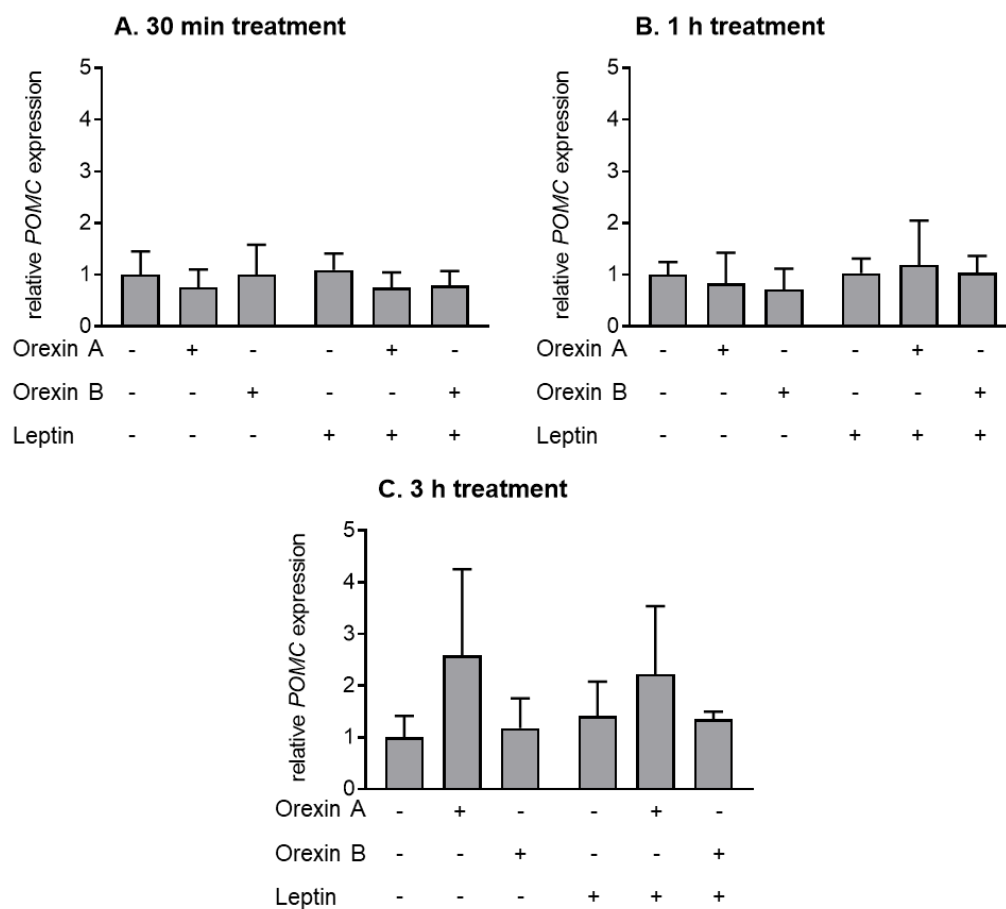 A. 30 min treatment
relative POMC expression
5
4
3
2
1
0
Orexin A - + - - + -
Orexin B - - + - - +
Leptin - - - + + +
B. 1 h treatment
relative POMC expression
5
4
3
2
1
0
Orexin A - + - - + -
Orexin B - - + - - +
Leptin - - - + + +
C. 3 h treatment
relative POMC expression
5
4
3
2
1
0
Orexin A - + - - + -
Orexin B - - + - - +
Leptin - - - + + +